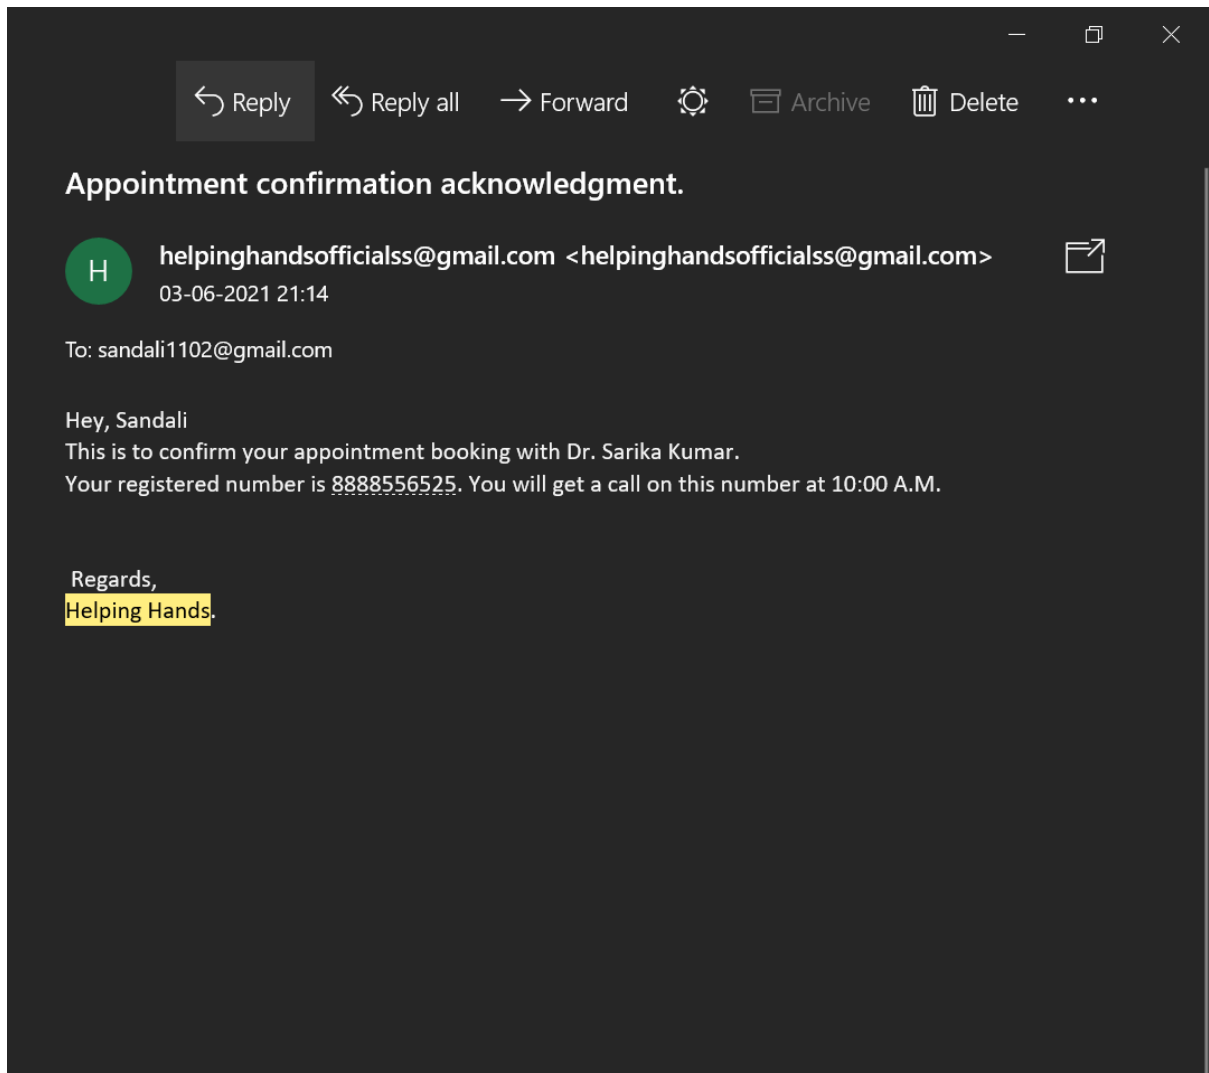 Reply
Reply all
Forward
Archive
Delete
Appointment confirmation acknowledgment.
H
helpinghandsofficialss@gmail.com <helpinghandsofficialss@gmail.com>
03-06-2021 21:14
To: sandali1102@gmail.com
Hey, Sandali
This is to confirm your appointment booking with Dr. Sarika Kumar.
Your registered number is 8888556525. You will get a call on this number at 10:00 A.M.
Regards,
Helping Hands.